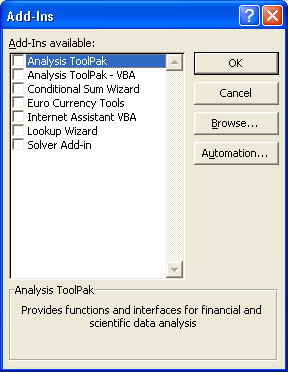 Add-Ins
Add-Ins available:
Analysis ToolPak
Analysis ToolPak - VBA
Conditional Sum Wizard
Euro Currency Tools
Internet Assistant VBA
Lookup Wizard
Solver Add-in
OK
Cancel
Browse...
Automation...
Analysis ToolPak
Provides functions and interfaces for financial and
scientific data analysis